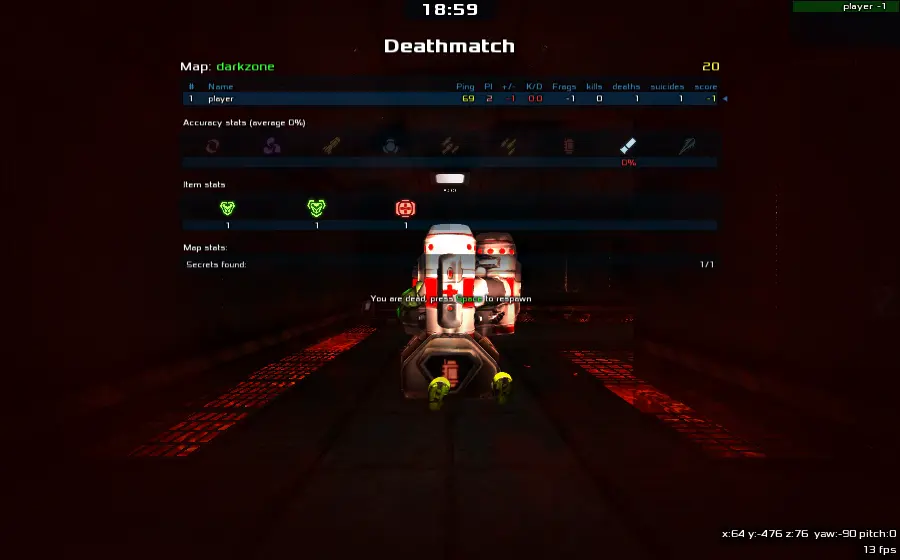 18:59
player -1
Deathmatch
Map: darkzone 20
# Name Ping Pl +/- K/D Frags kills deaths suicides score
1 player 69 2 -1 0.0 -1 0 1 1 -1
Accuracy stats (average 0%)
0%
Item stats
1 1 1
Map stats:
Secrets found: 1/1
You are dead, press Space to respawn
x:64 y:-476 z:76 yaw:-90 pitch:0
13 fps